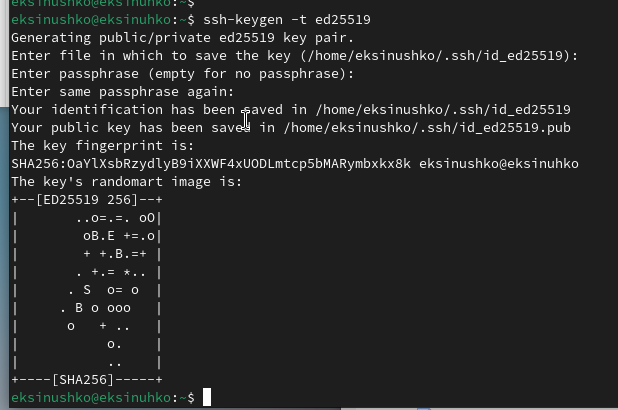 eksinushko@eksinuhko:~$
eksinushko@eksinuhko:~$ ssh-keygen -t ed25519
Generating public/private ed25519 key pair.
Enter file in which to save the key (/home/eksinushko/.ssh/id_ed25519):
Enter passphrase (empty for no passphrase):
Enter same passphrase again:
Your identification has been saved in /home/eksinushko/.ssh/id_ed25519
Your public key has been saved in /home/eksinushko/.ssh/id_ed25519.pub
The key fingerprint is:
SHA256:OaYlXsbRzydlyB9iXXWF4xUODLmtcp5bMARymbxkx8k eksinushko@eksinuhko
The key's randomart image is:
+--[ED25519 256]--+
|       ..o=.=. oO|
|        oB.E +=.o|
|        + +.B.=+ |
|       . +.= *.. |
|      . S  o= o  |
|     . B o ooo   |
|      o   + ..   |
|           o.    |
|           ..    |
+----[SHA256]-----+
eksinushko@eksinuhko:~$